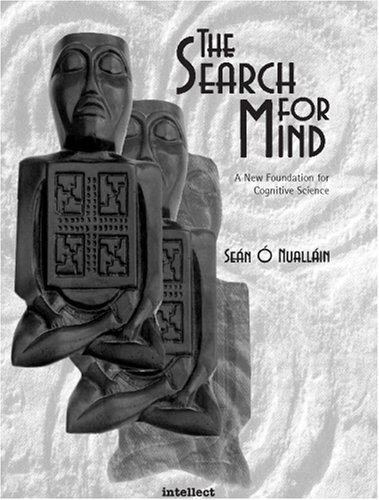 THE
SEARCH
FOR
MIND
A New Foundation for
Cognitive Science
SEÁN Ó NUALLÁIN
intellect